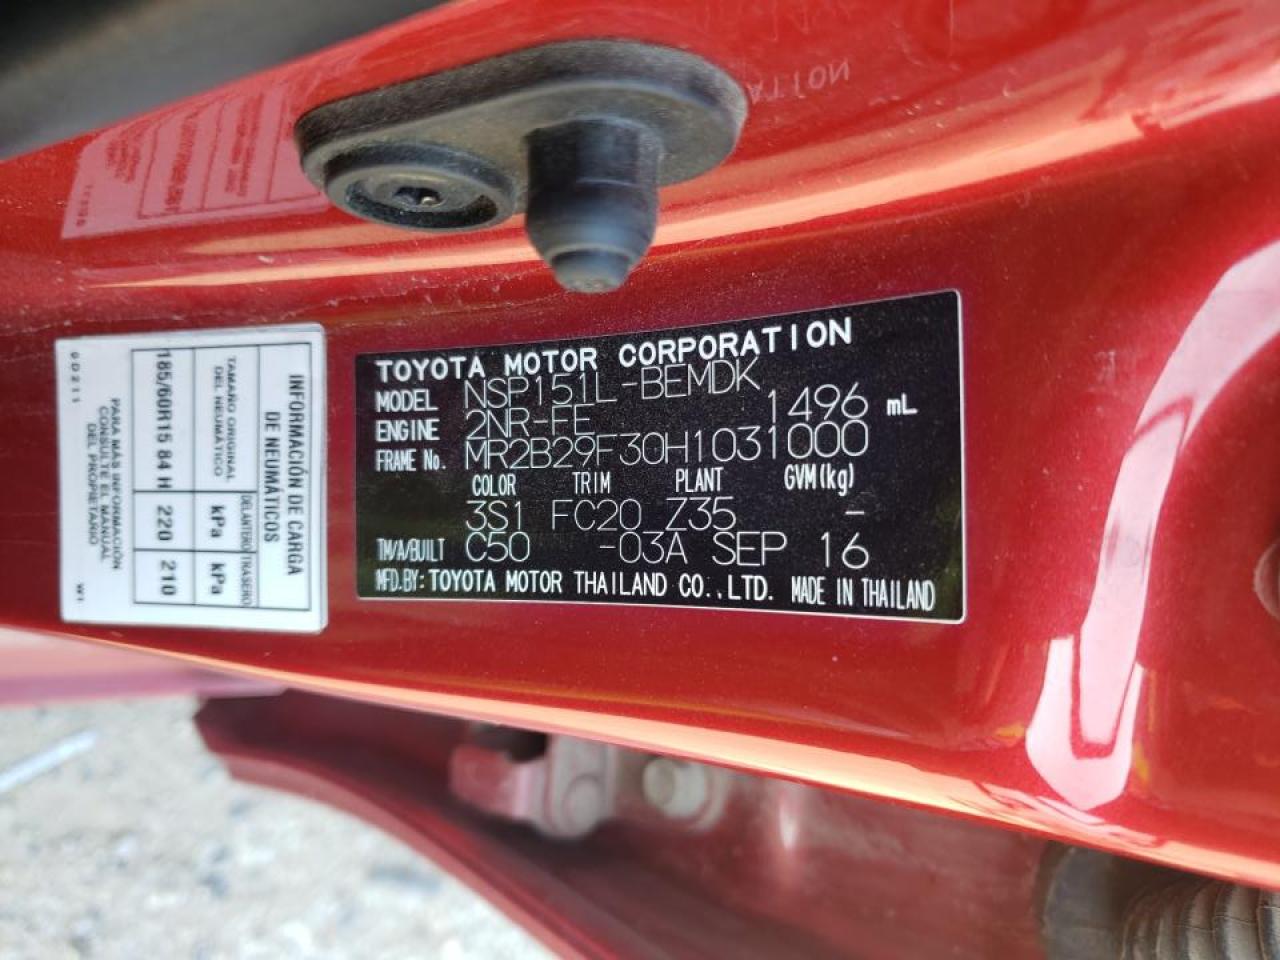 TOYOTA MOTOR CORPORATION
MODEL NSP151L-BEMDK
ENGINE 2NR-FE 1496 mL
FRAME No. MR2B29F30H1031000
COLOR TRIM PLANT GVM(kg)
3S1 FC20 Z35 -
TM/A/BUILT C50 -03A SEP 16
MFD.BY: TOYOTA MOTOR THAILAND CO.,LTD. MADE IN THAILAND
INFORMACIÓN DE CARGA
DE NEUMÁTICOS
TAMAÑO ORIGINAL
DEL NEUMÁTICO
DELANTERO
TRASERO
kPa
kPa
185/60R15 84 H
220
210
PARA MÁS INFORMACIÓN
CONSULTE EL MANUAL
DEL PROPIETARIO
0D211
W1